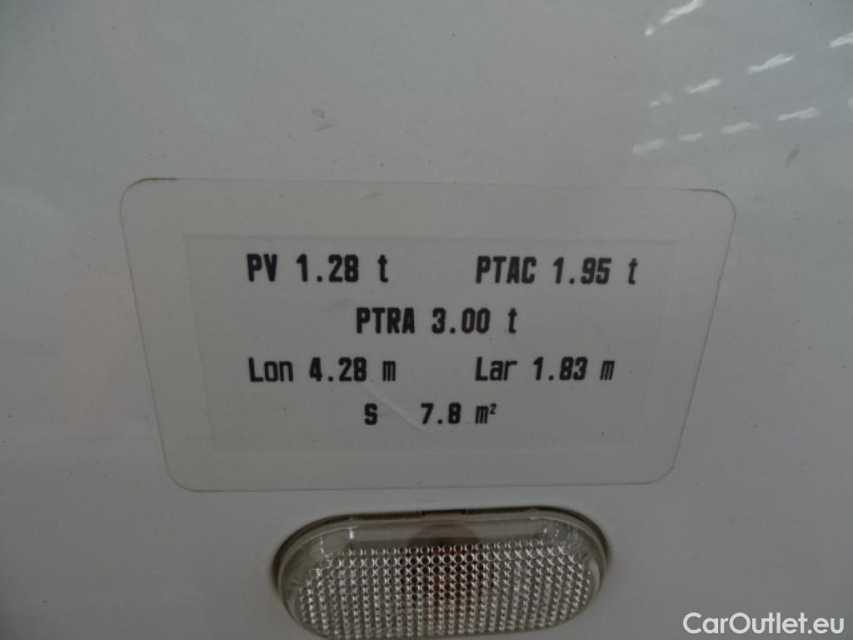 PV 1.28 t PTAC 1.95 t
PTRA 3.00 t
Lon 4.28 m Lar 1.83 m
S 7.8 m²
CarOutlet.eu